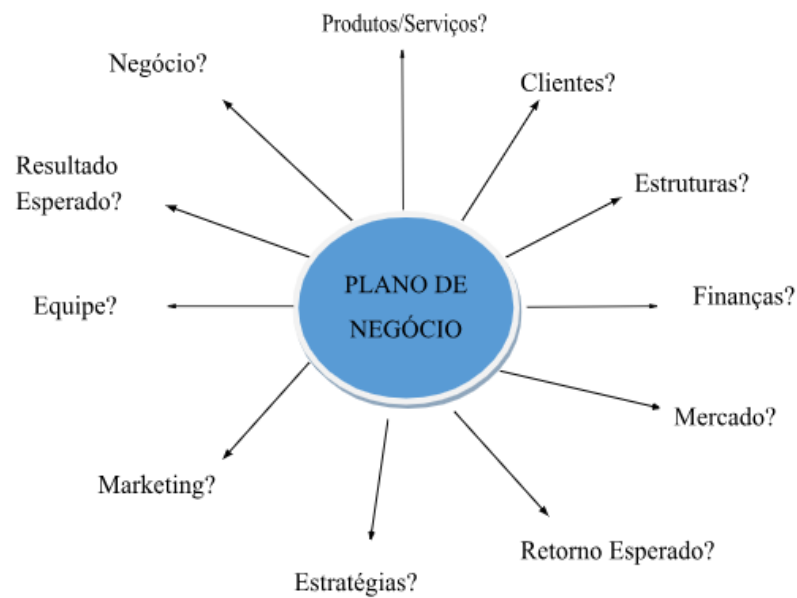 Produtos/Serviços?
Negócio?
Clientes?
Resultado
Esperado?
Estruturas?
PLANO DE
NEGÓCIO
Equipe?
Finanças?
Mercado?
Marketing?
Retorno Esperado?
Estratégias?